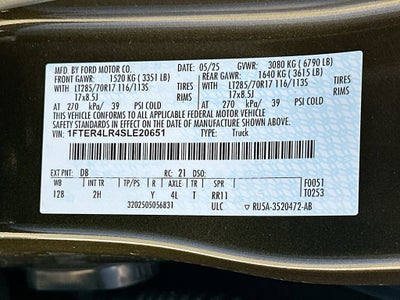 MFD. BY FORD MOTOR CO. 05/25 GVWR: 3080 KG ( 6790 LB)
FRONT GAWR: 1520 KG ( 3351 LB) REAR GAWR: 1640 KG ( 3615 LB)
WITH LT285/70R17 116/113S TIRES WITH LT285/70R17 116/113S TIRES
17x8.5J RIMS 17x8.5J RIMS
AT 270 kPa/ 39 PSI COLD AT 270 kPa/ 39 PSI COLD
THIS VEHICLE CONFORMS TO ALL APPLICABLE FEDERAL MOTOR VEHICLE
SAFETY STANDARDS IN EFFECT ON THE DATE OF MANUFACTURE SHOWN ABOVE.
VIN: 1FTER4LR4SLE20651 TYPE: Truck
EXT PNT: DB RC: 21 DSO: F0051
WB INT TR TP/PS R AXLE TR SPR T0253
128 2H Y 4L T RR11
3202505056831 ULC RU5A-3520472-AB